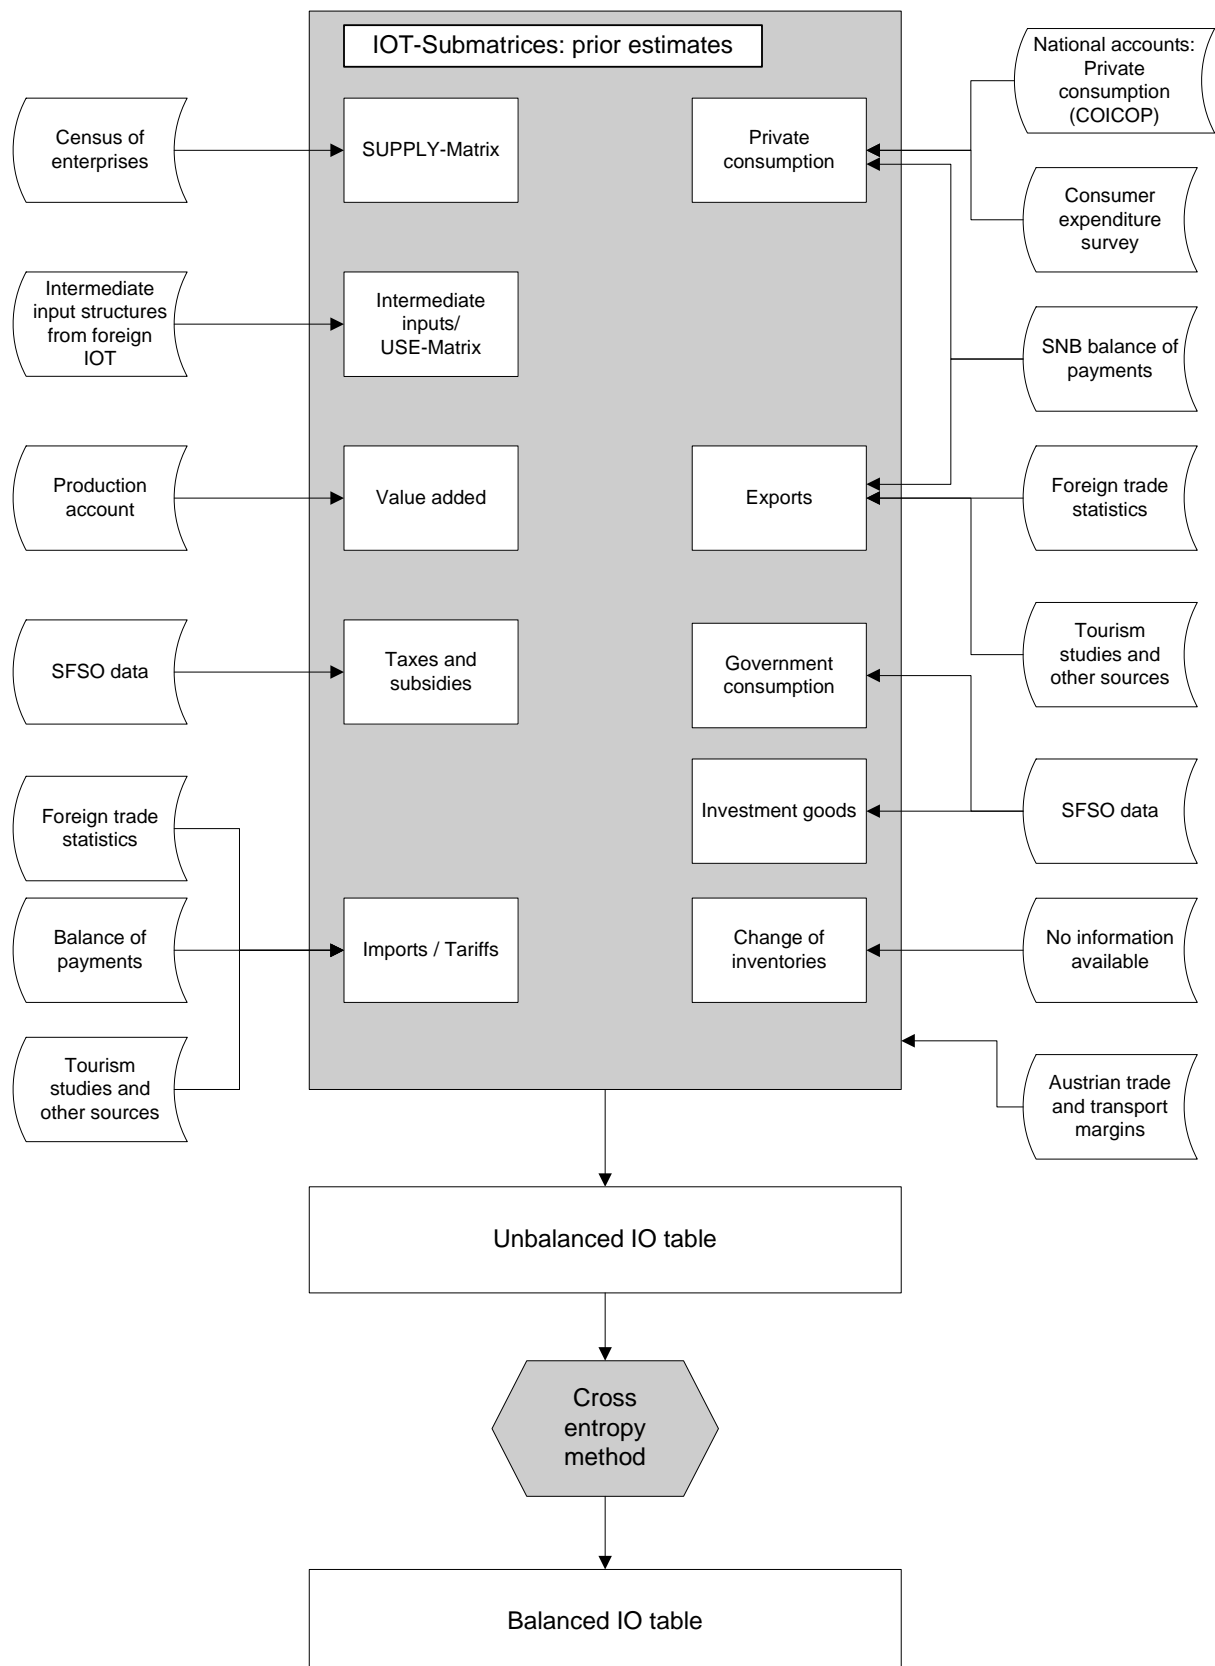 IOT-Submatrices: prior estimates
National accounts:
Private
consumption
(COICOP)
Census of
enterprises
SUPPLY-Matrix
Private
consumption
Consumer
expenditure
survey
Intermediate
input structures
from foreign
IOT
Intermediate
inputs/
USE-Matrix
SNB balance of
payments
Production
account
Value added
Exports
Foreign trade
statistics
SFSO data
Taxes and
subsidies
Government
consumption
Tourism
studies and
other sources
Foreign trade
statistics
Investment goods
SFSO data
Balance of
payments
Imports / Tariffs
Change of
inventories
No information
available
Tourism
studies and
other sources
Austrian trade
and transport
margins
Unbalanced IO table
Cross
entropy
method
Balanced IO table